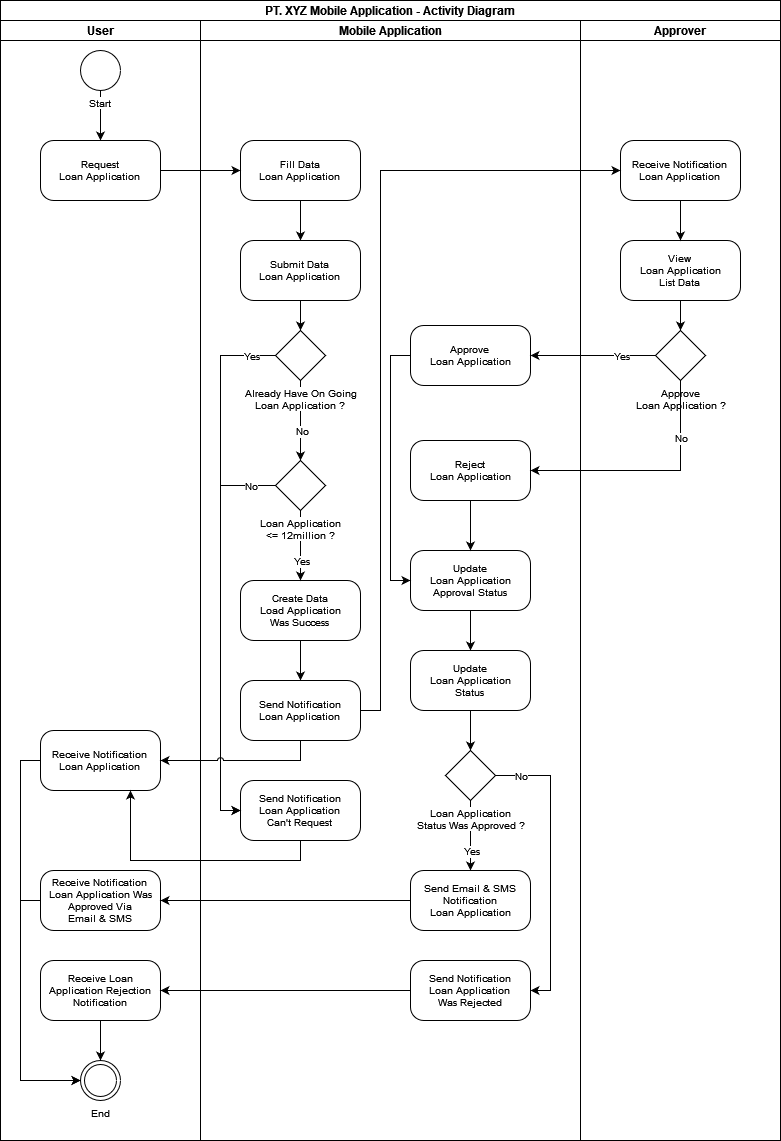 PT. XYZ Mobile Application - Activity Diagram
User
Mobile Application
Approver
Start
Request
Loan Application
Fill Data
Loan Application
Receive Notification
Loan Application
Submit Data
Loan Application
View
Loan Application
List Data
Yes
Already Have On Going
Loan Application ?
No
Approve
Loan Application
Yes
Approve
Loan Application ?
No
Reject
Loan Application
No
Loan Application
<= 12million ?
Yes
Create Data
Load Application
Was Success
Update
Loan Application
Approval Status
Send Notification
Loan Application
Update
Loan Application
Status
Receive Notification
Loan Application
Send Notification
Loan Application
Can't Request
No
Loan Application
Status Was Approved ?
Yes
Receive Notification
Loan Application Was
Approved Via
Email & SMS
Send Email & SMS
Notification
Loan Application
Receive Loan
Application Rejection
Notification
Send Notification
Loan Application
Was Rejected
End